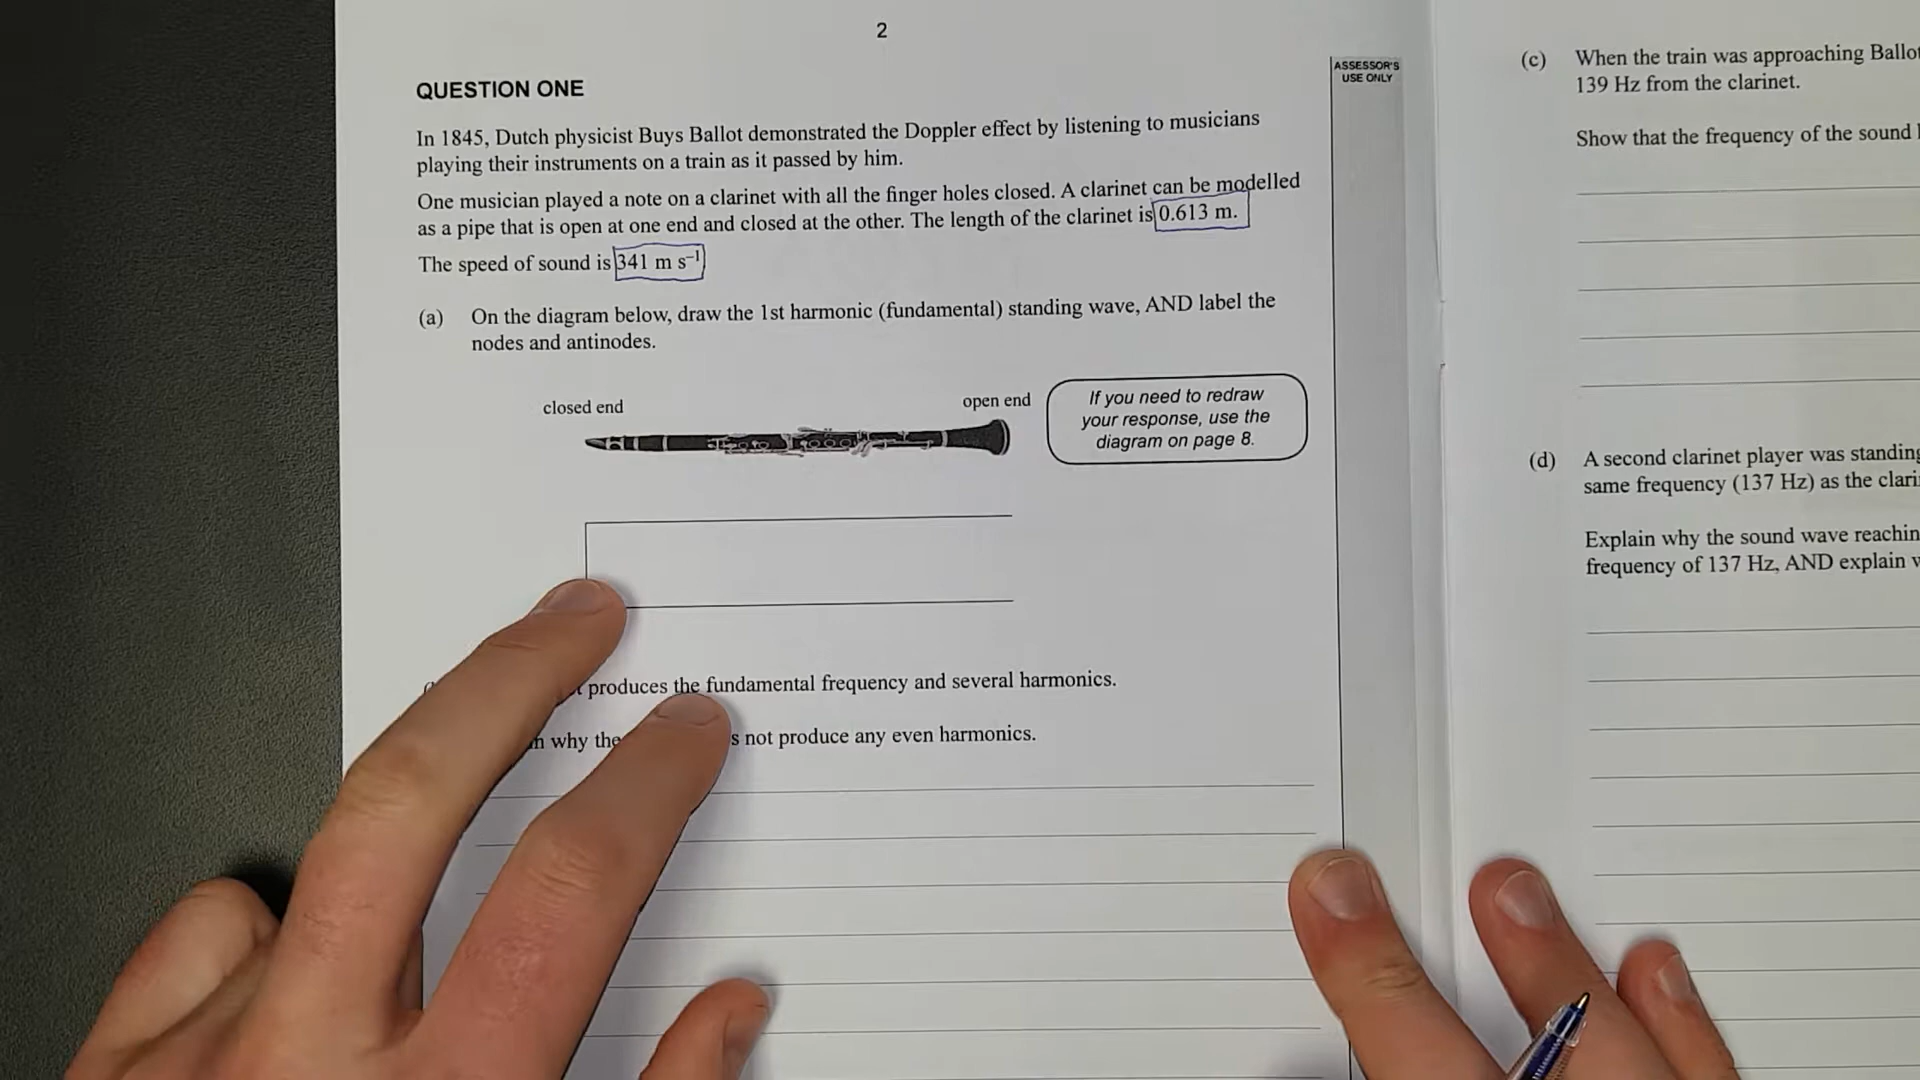 2
ASSESSOR'S
USE ONLY
QUESTION ONE
In 1845, Dutch physicist Buys Ballot demonstrated the Doppler effect by listening to musicians
playing their instruments on a train as it passed by him.
One musician played a note on a clarinet with all the finger holes closed. A clarinet can be modelled
as a pipe that is open at one end and closed at the other. The length of the clarinet is 0.613 m.
The speed of sound is 341 m s⁻¹
(a) On the diagram below, draw the 1st harmonic (fundamental) standing wave, AND label the
nodes and antinodes.
closed end
open end
If you need to redraw
your response, use the
diagram on page 8.
produces the fundamental frequency and several harmonics.
why the not produce any even harmonics.
(c) When the train was approaching Ballot
139 Hz from the clarinet.
Show that the frequency of the sound
(d) A second clarinet player was standing
same frequency (137 Hz) as the
Explain why the sound wave
frequency of 137 Hz, AND explain